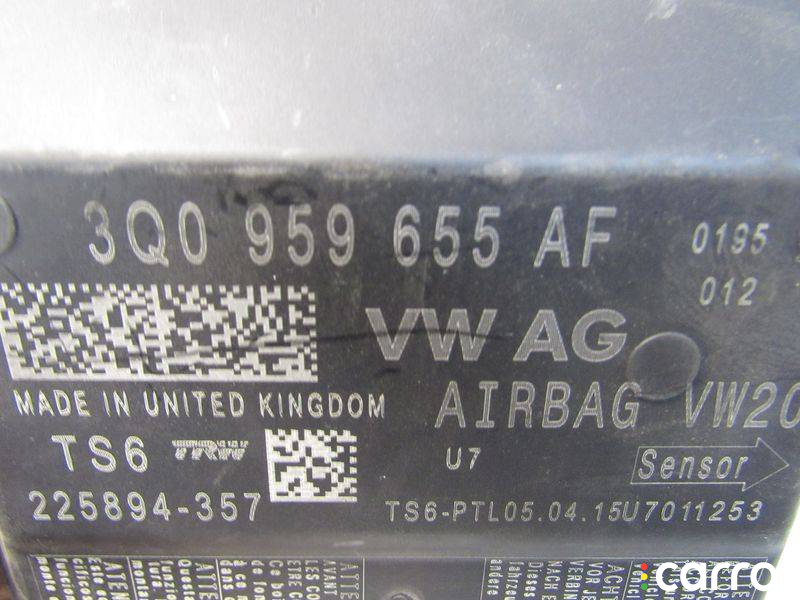 3Q0 959 655 AF 0195
012
VW AG
MADE IN UNITED KINGDOM
AIRBAG VW20
TS6 TRW
U7
Sensor
225894-357
TS6-PTL05.04.15U7011253
carro